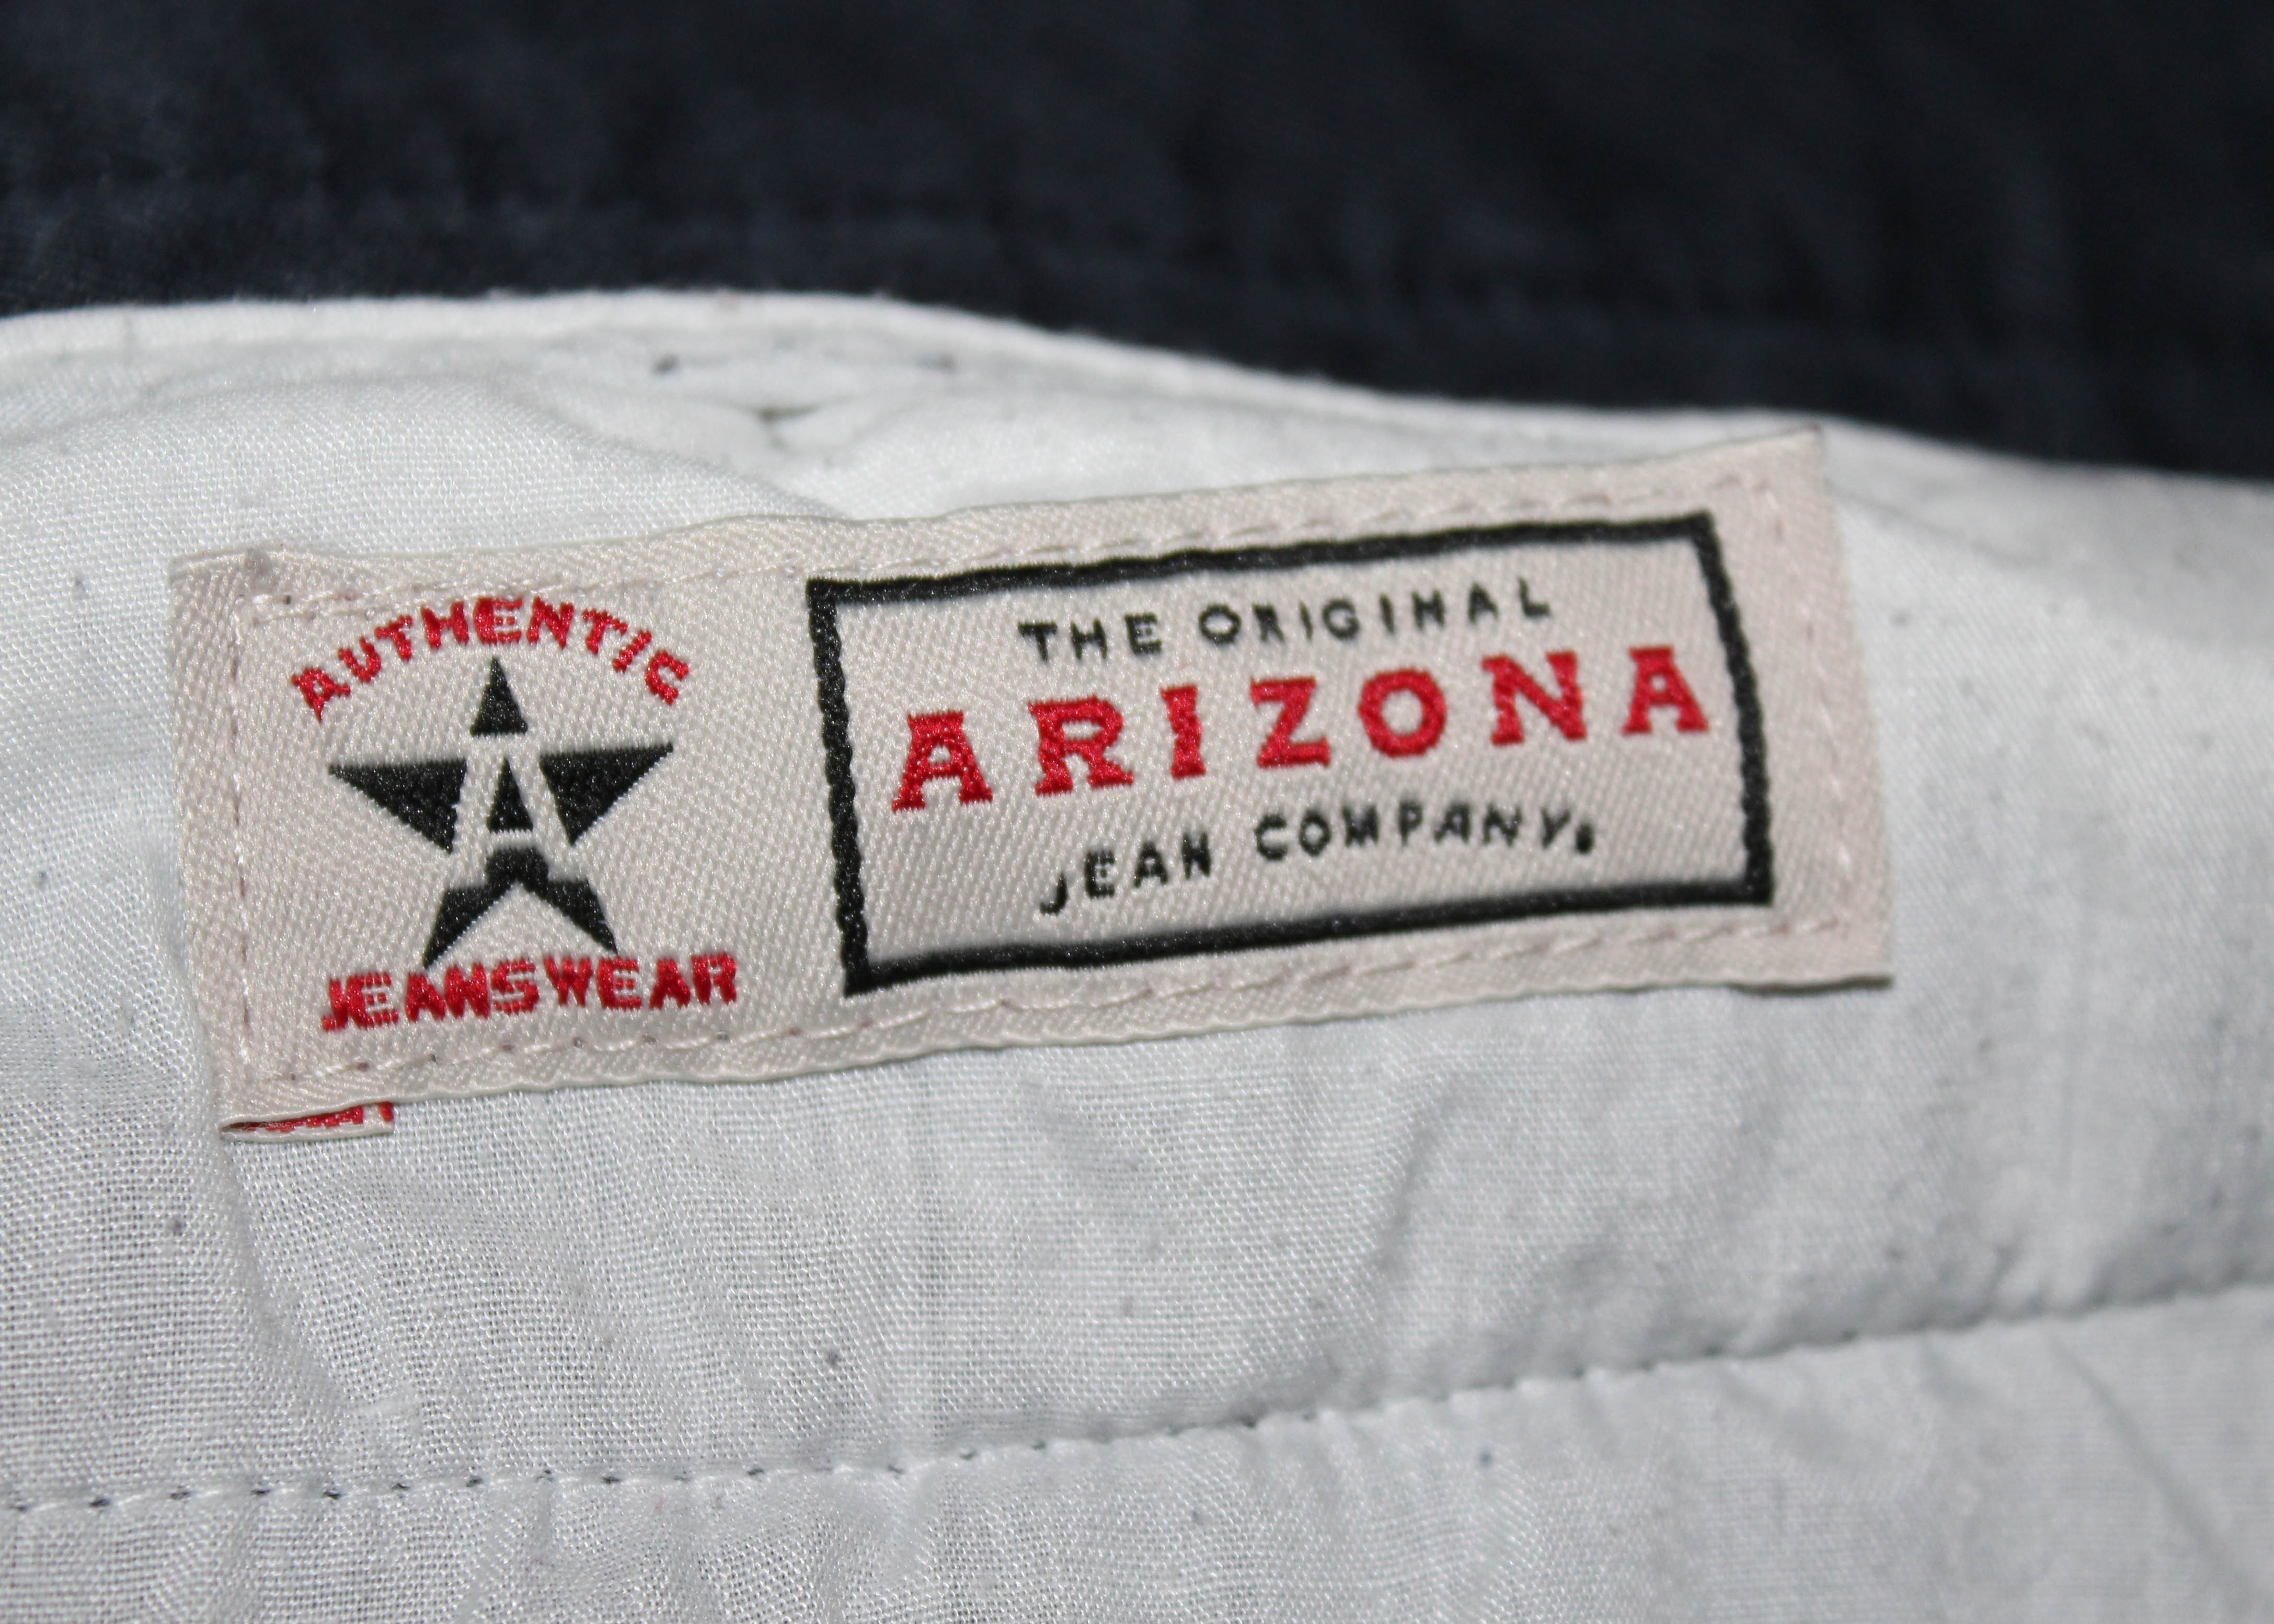 AUTHENTIC
JEANSWEAR
THE ORIGINAL
ARIZONA
JEAN COMPANY.